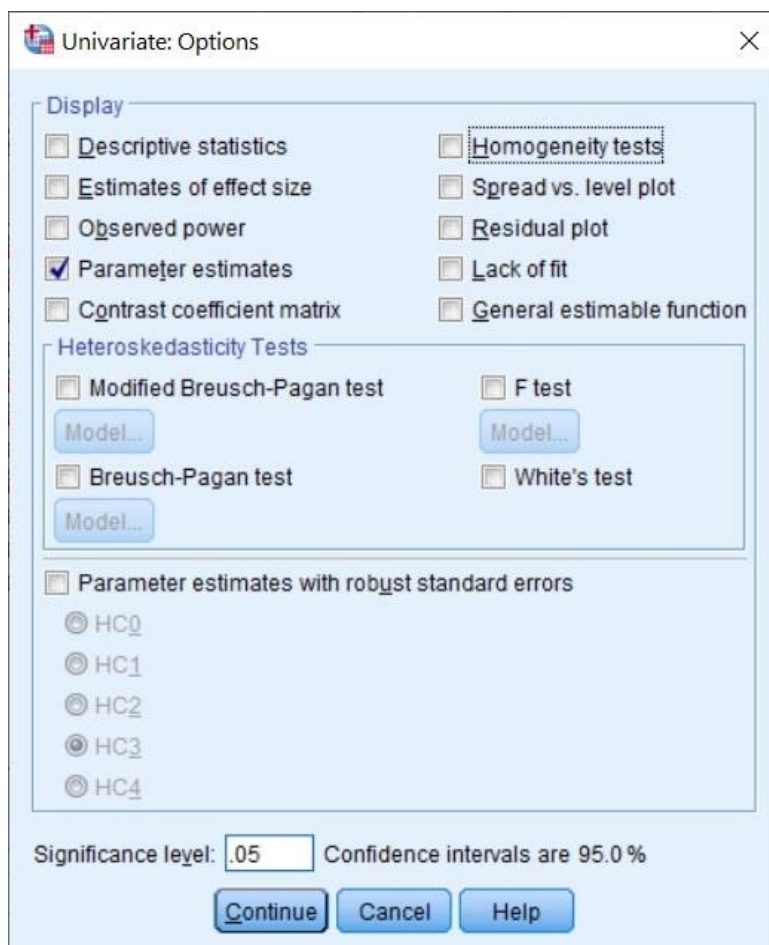 Univariate: Options
Display
Descriptive statistics
Homogeneity tests
Estimates of effect size
Spread vs. level plot
Observed power
Residual plot
Parameter estimates
Lack of fit
Contrast coefficient matrix
General estimable function
Heteroskedasticity Tests
Modified Breusch-Pagan test
F test
Model...
Model...
Breusch-Pagan test
White's test
Model...
Parameter estimates with robust standard errors
HC0
HC1
HC2
HC3
HC4
Significance level: .05 Confidence intervals are 95.0 %
Continue Cancel Help